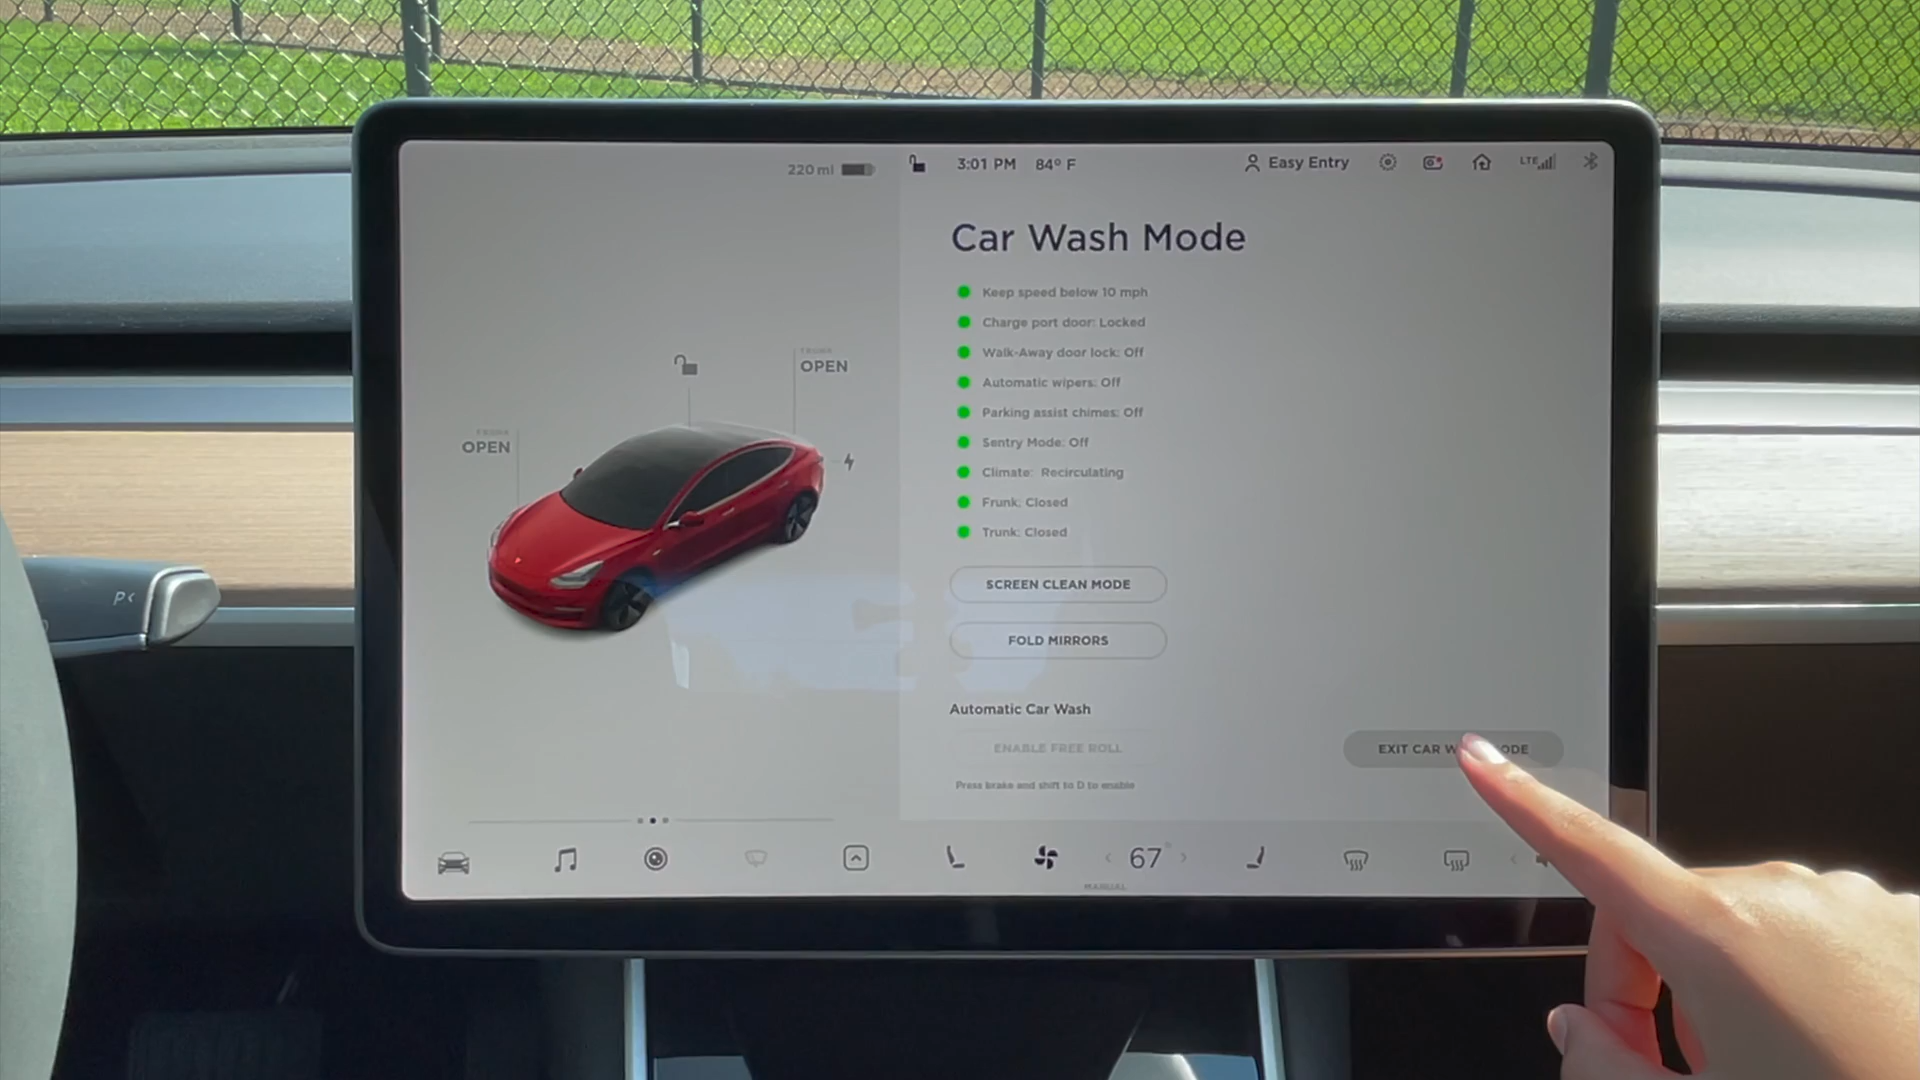 220 mi
3:01 PM 84° F
Easy Entry
LTE
Car Wash Mode
Keep speed below 10 mph
Charge port door: Locked
Walk-Away door lock: Off
Automatic wipers: Off
Parking assist chimes: Off
Sentry Mode: Off
Climate: Recirculating
Frunk: Closed
Trunk: Closed
TRUNK
OPEN
OPEN
SCREEN CLEAN MODE
FOLD MIRRORS
Automatic Car Wash
ENABLE FREE ROLL
Press brake and shift to D to enable
EXIT CAR
P<
< 67 >
MANUAL